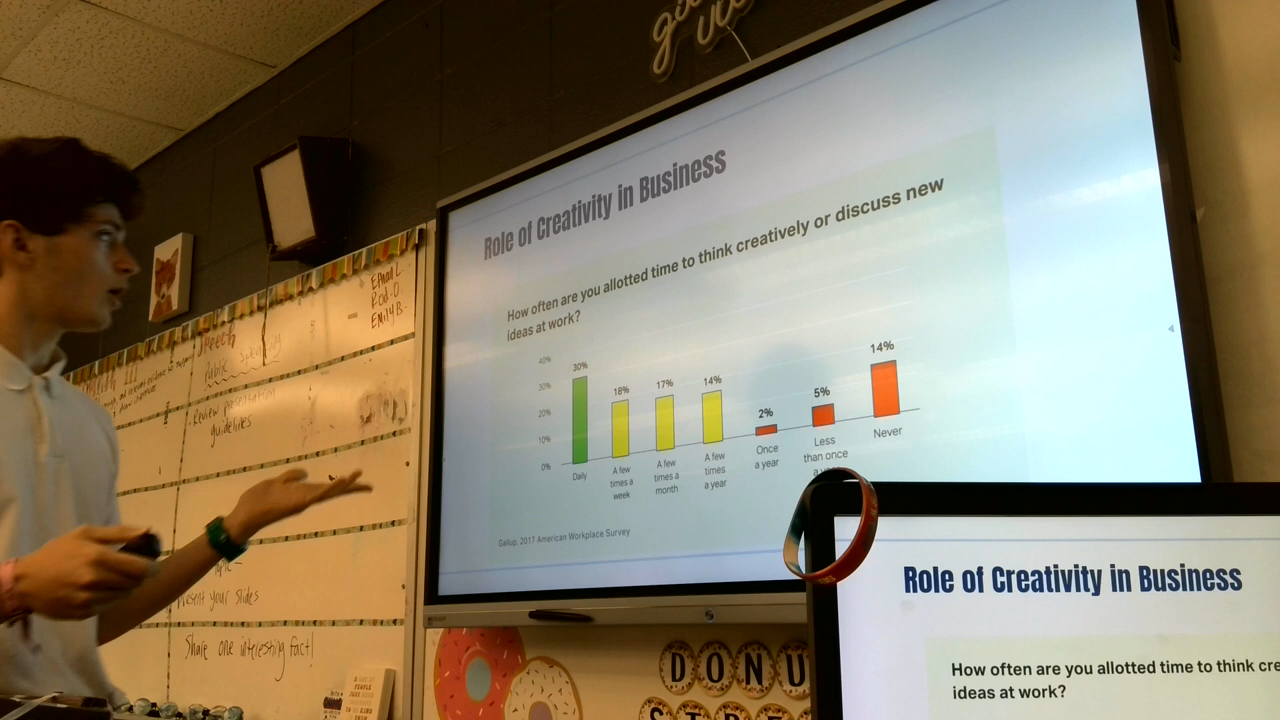 Role of Creativity in Business
How often are you allotted time to think creatively or discuss new
ideas at work?
40%
30%
20%
10%
0%
30%
18%
17%
14%
2%
5%
14%
Daily
A few
times a
week
A few
times a
month
A few
times
a year
Once
a year
Less
than once
Never
Gallup, 2017 American Workplace Survey
Ethan L.
Rod-O
Emily B.
Speech
Public speaking
Review presentation
guidelines
Present your slides
Share one interesting fact!
DONU
Role of Creativity in Business
How often are you allotted time to think cre
ideas at work?